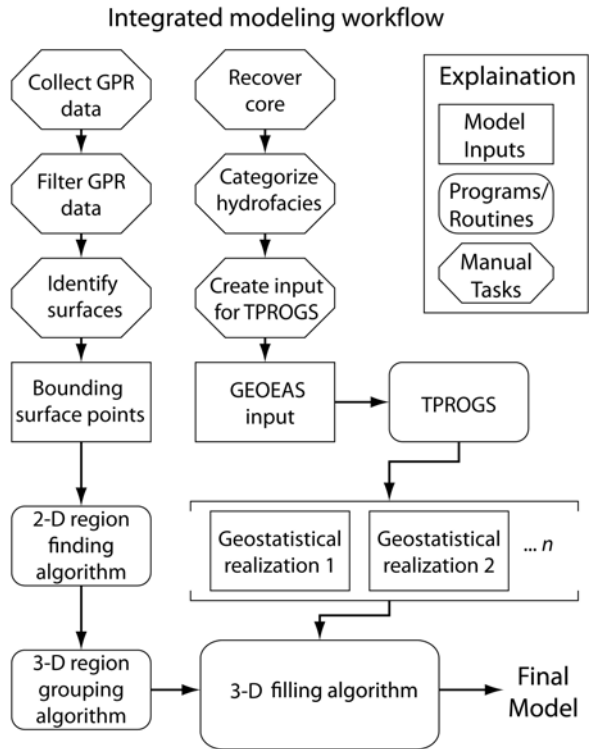 Integrated modeling workflow
Collect GPR
data
Filter GPR
data
Identify
surfaces
Bounding
surface points
2-D region
finding
algorithm
3-D region
grouping
algorithm
Recover
core
Categorize
hydrofacies
Create input
for TPROGS
GEOEAS
input
TPROGS
Geostatistical
realization 1
Geostatistical
realization 2
... n
3-D filling algorithm
Final
Model
Explaination
Model
Inputs
Programs/
Routines
Manual
Tasks